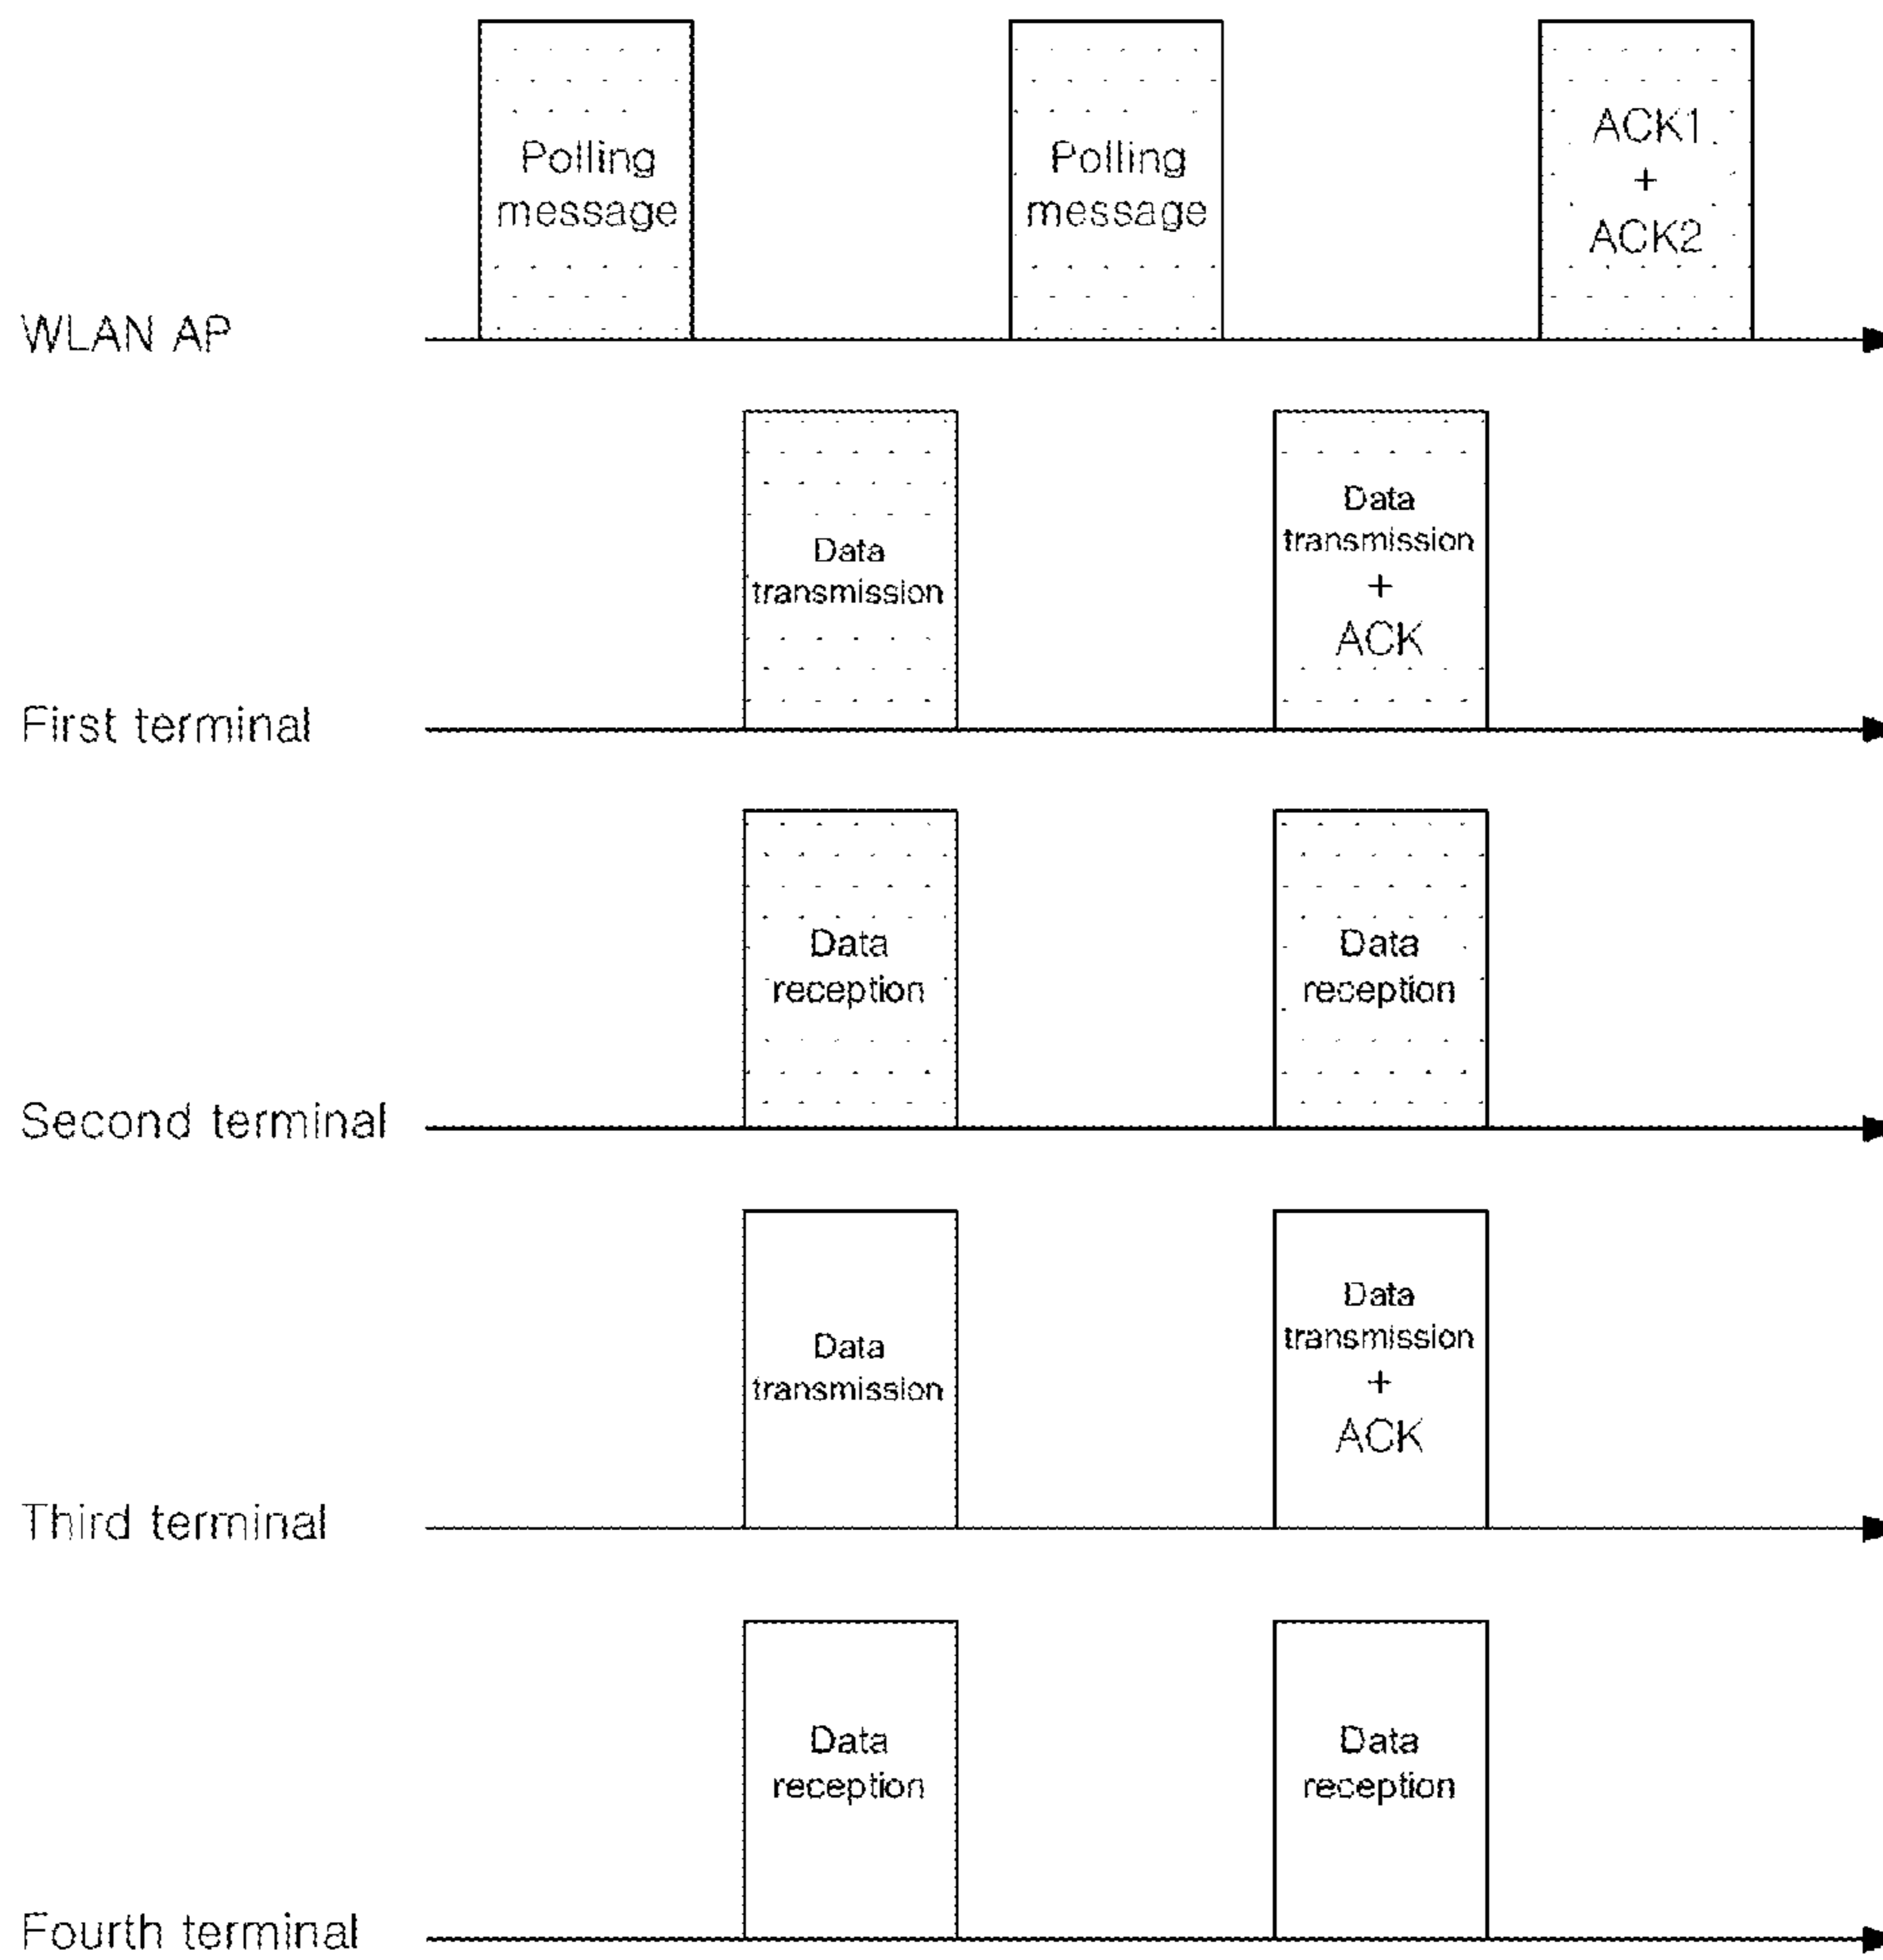 Polling
message
Polling
message
ACK1
+
ACK2
WLAN AP
Data
transmission
Data
transmission
+
ACK
First terminal
Data
reception
Data
reception
Second terminal
Data
transmission
Data
transmission
+
ACK
Third terminal
Data
reception
Data
reception
Fourth terminal